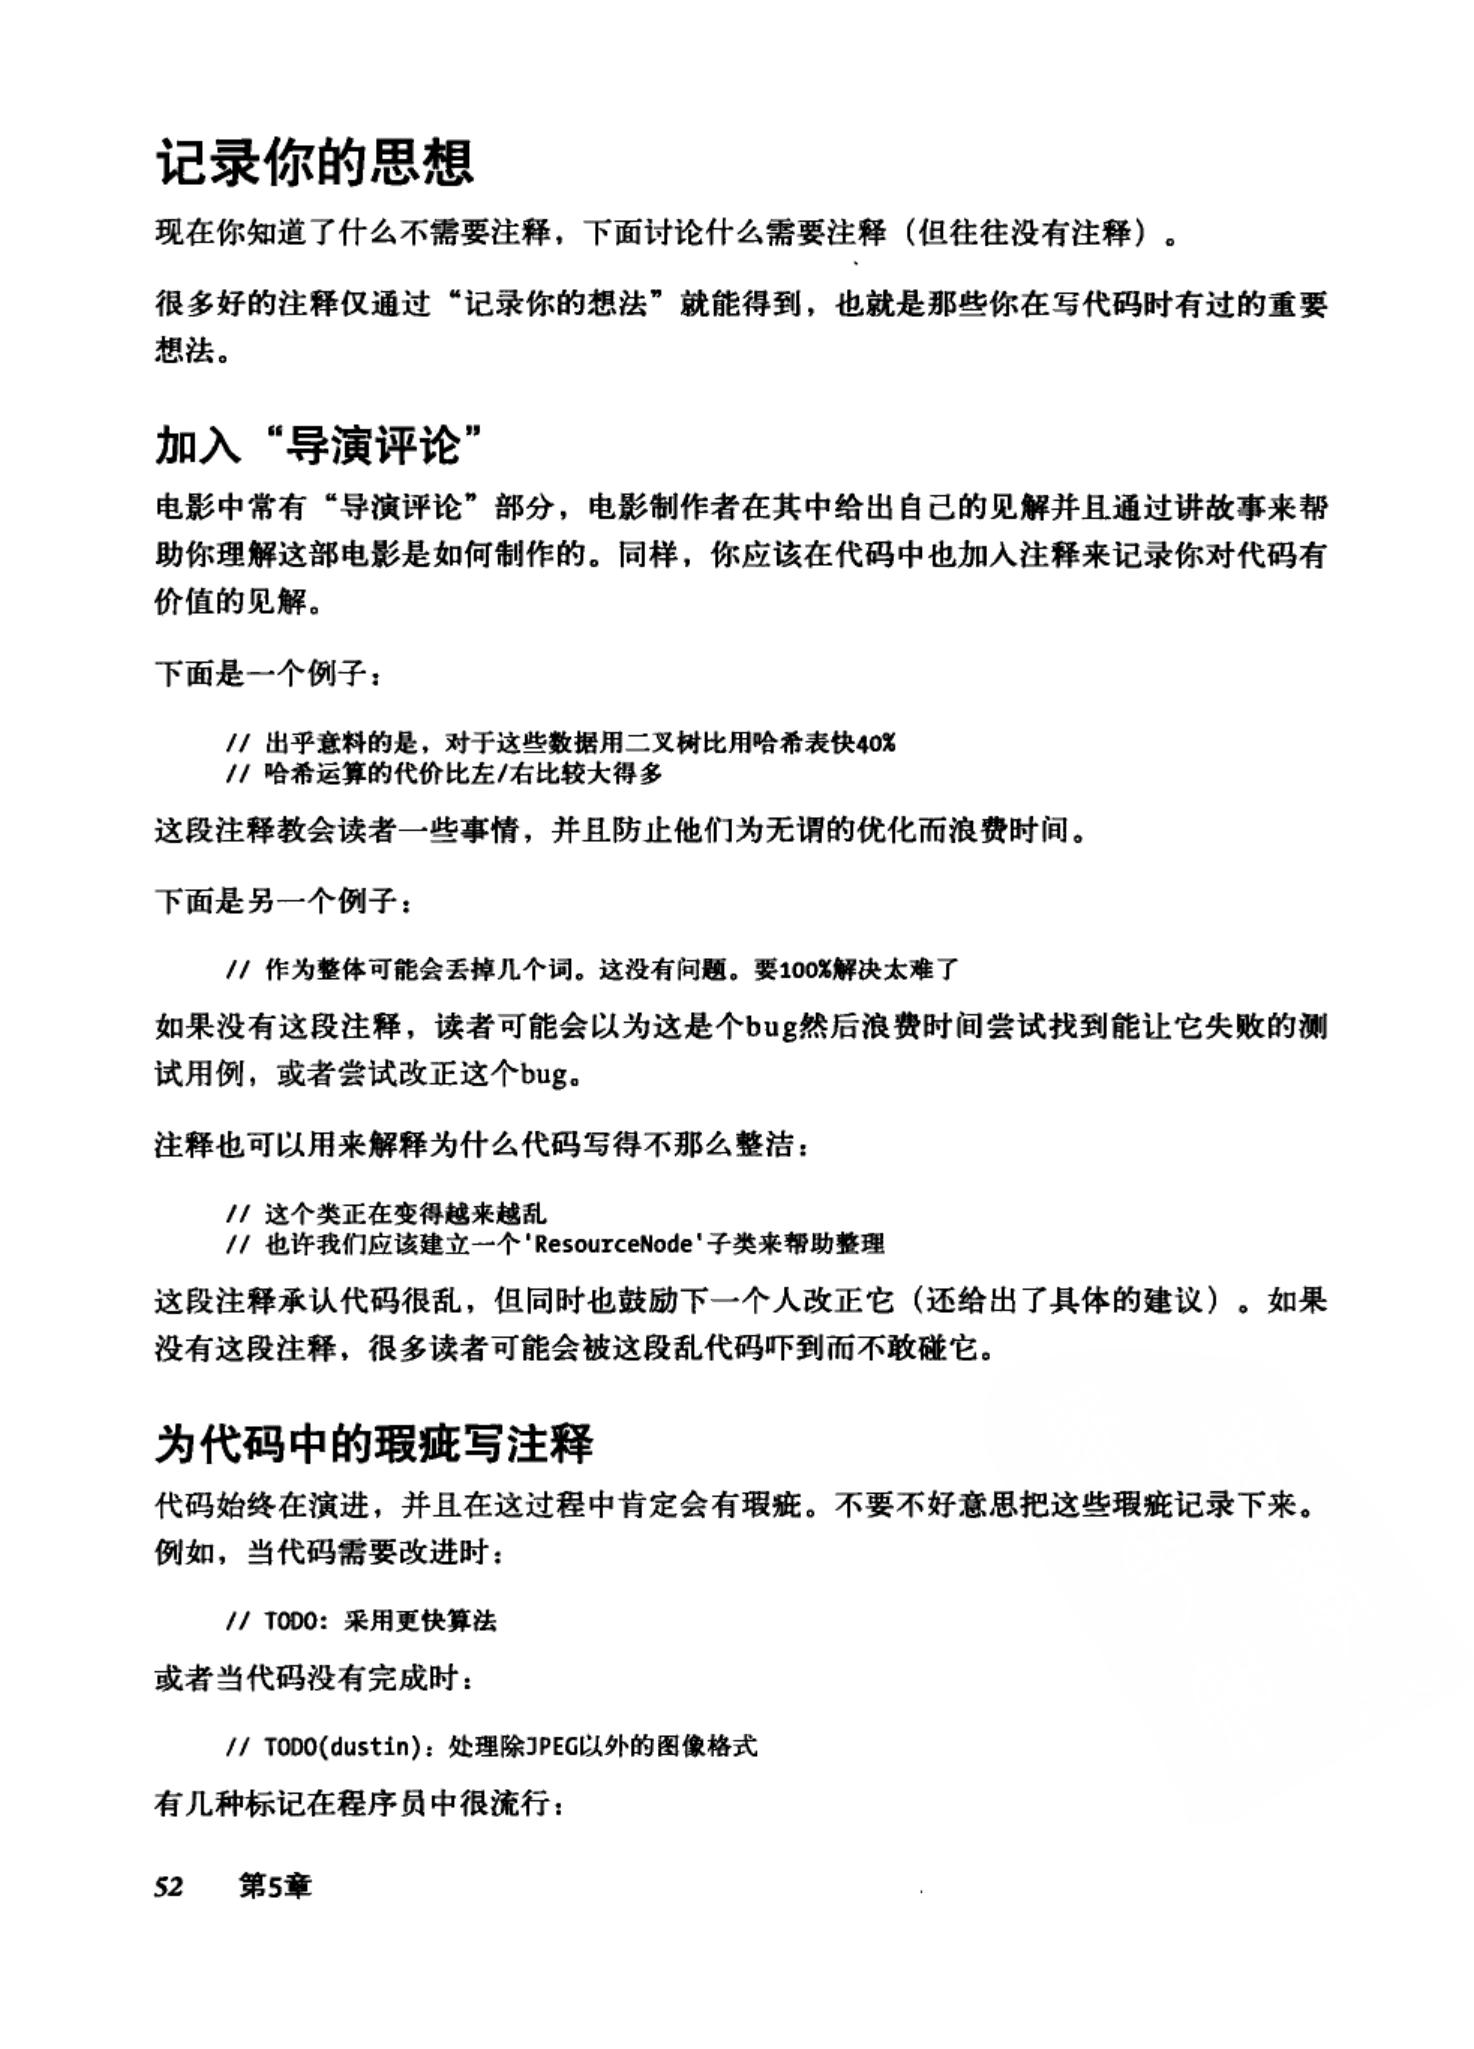 记录你的思想
现在你知道了什么不需要注释，下面讨论什么需要注释（但往往没有注释）。
很多好的注释仅通过“记录你的想法”就能得到，也就是那些你在写代码时有过的重要
想法。
加入“导演评论”
电影中常有“导演评论”部分，电影制作者在其中给出自己的见解并且通过讲故事来帮
助你理解这部电影是如何制作的。同样，你应该在代码中也加入注释来记录你对代码有
价值的见解。
下面是一个例子：
// 出乎意料的是，对于这些数据用二叉树比用哈希表快40%
// 哈希运算的代价比左/右比较大得多
这段注释教会读者一些事情，并且防止他们为无谓的优化而浪费时间。
下面是另一个例子：
// 作为整体可能会丢掉几个词。这没有问题。要100%解决太难了
如果没有这段注释，读者可能会以为这是个bug然后浪费时间尝试找到能让它失败的测
试用例，或者尝试改正这个bug。
注释也可以用来解释为什么代码写得不那么整洁：
// 这个类正在变得越来越乱
// 也许我们应该建立一个'ResourceNode'子类来帮助整理
这段注释承认代码很乱，但同时也鼓励下一个人改正它（还给出了具体的建议）。如果
没有这段注释，很多读者可能会被这段乱代码吓到而不敢碰它。
为代码中的瑕疵写注释
代码始终在演进，并且在这过程中肯定会有瑕疵。不要不好意思把这些瑕疵记录下来。
例如，当代码需要改进时：
// TODO: 采用更快算法
或者当代码没有完成时：
// TODO(dustin)：处理除JPEG以外的图像格式
有几种标记在程序员中很流行：
52 第5章